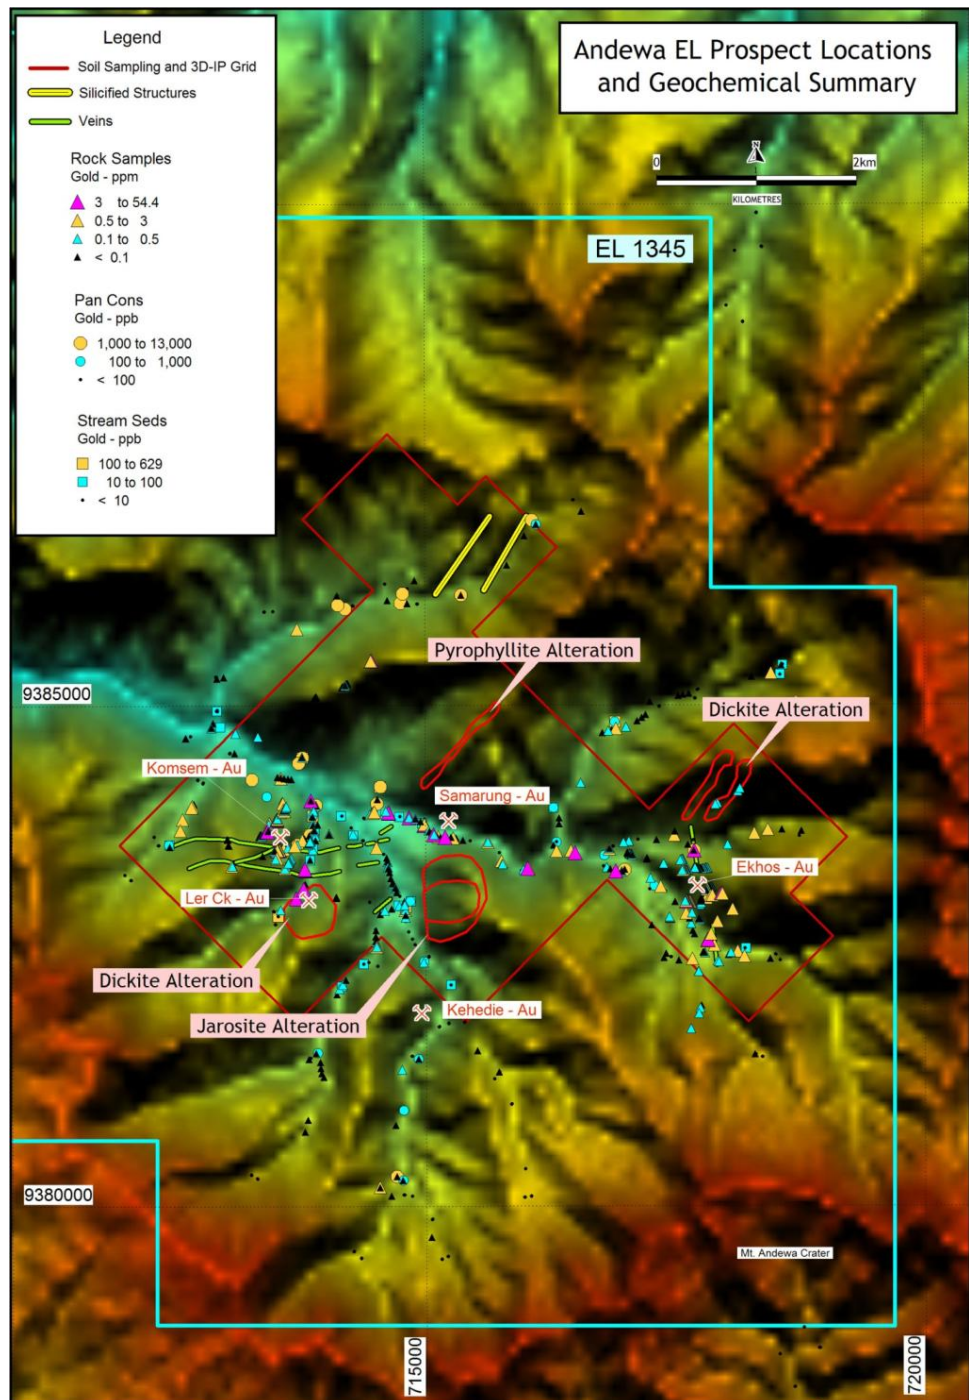 Legend
Soil Sampling and 3D-IP Grid
Silicified Structures
Veins
Rock Samples
Gold - ppm
3 to 54.4
0.5 to 3
0.1 to 0.5
< 0.1
Pan Cons
Gold - ppb
1,000 to 13,000
100 to 1,000
< 100
Stream Seds
Gold - ppb
100 to 629
10 to 100
< 10
Andewa EL Prospect Locations
and Geochemical Summary
N
0 2km
KILOMETRES
EL 1345
Pyrophyllite Alteration
9385000
Dickite Alteration
Komsem - Au
Samarung - Au
Ekhos - Au
Ler Ck - Au
Dickite Alteration
Jarosite Alteration
Kehedie - Au
9380000
Mt. Andewa Crater
715000
720000